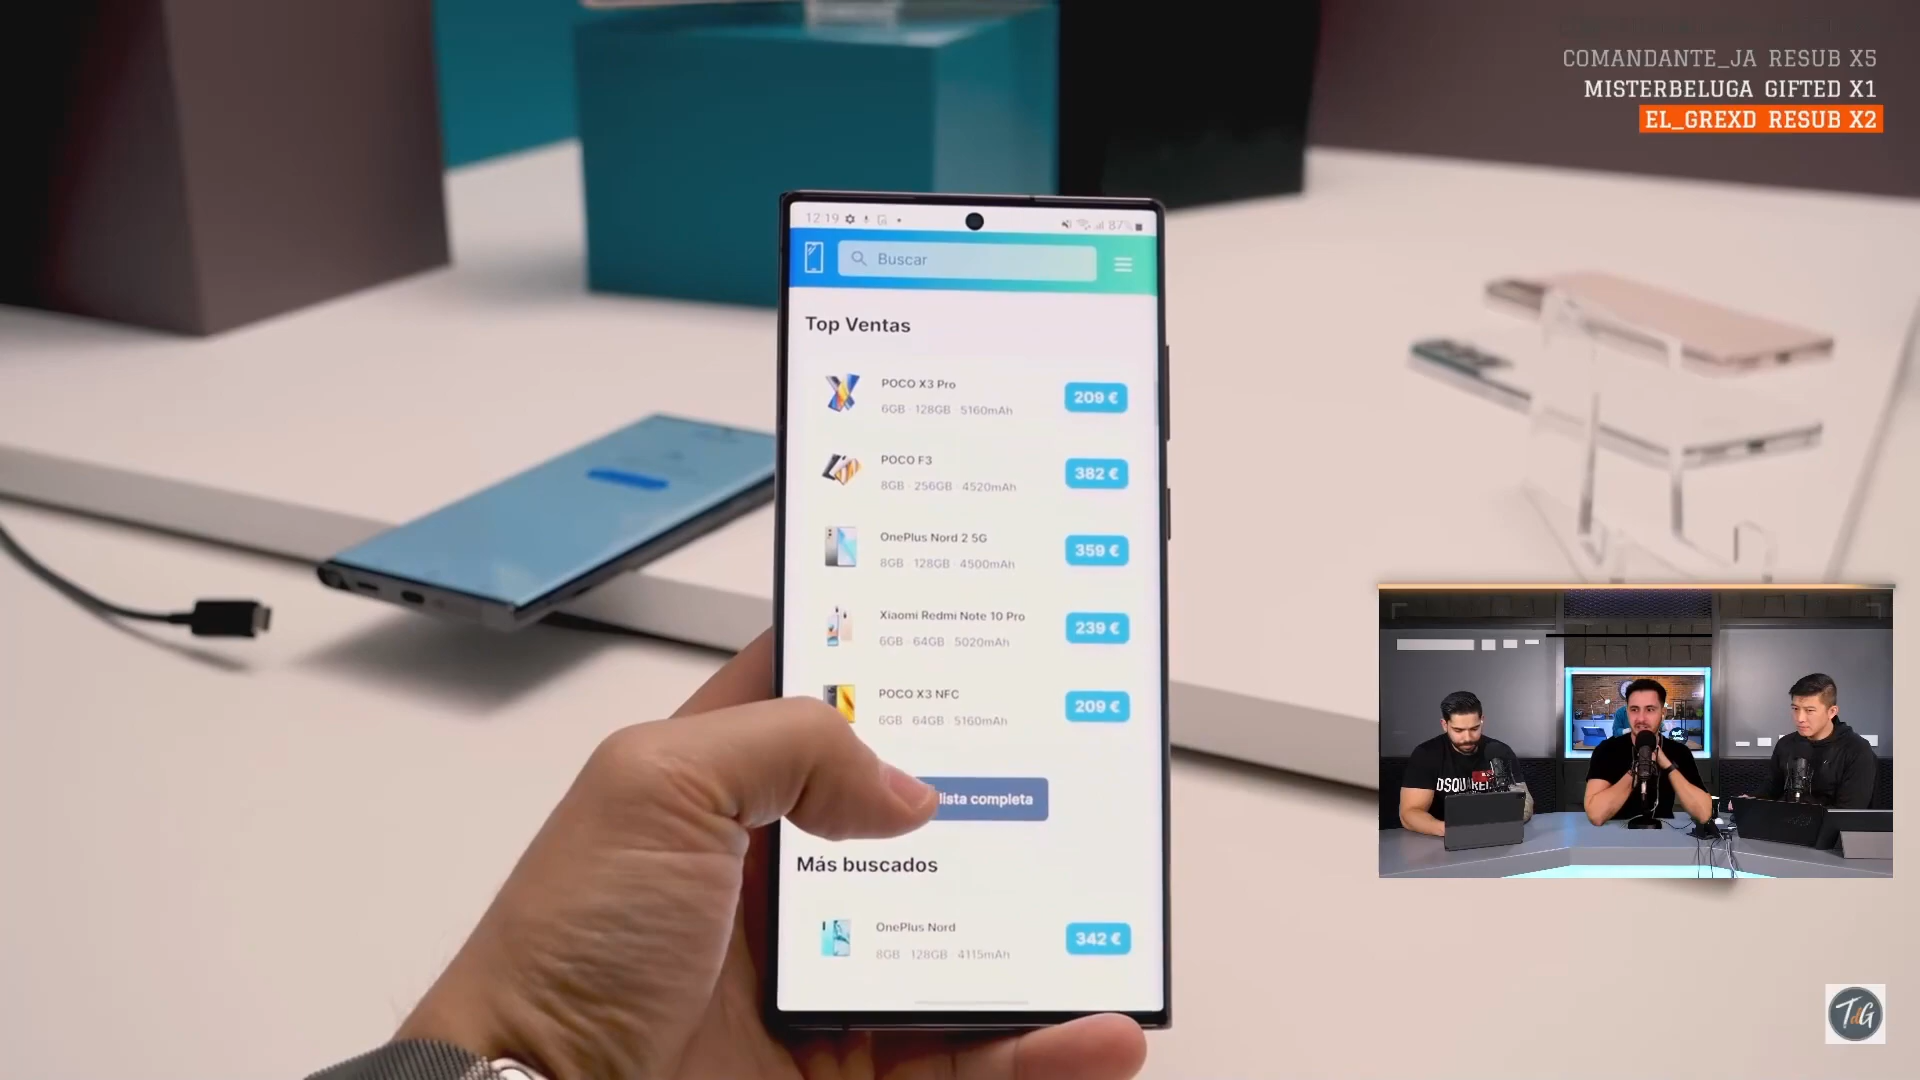 COMANDANTE_JA RESUB X5
MISTERBELUGA GIFTED X1
EL_GREXD RESUB X2
12:19
87%
Buscar
Top Ventas
POCO X3 Pro
6GB · 128GB · 5160mAh
209 €
POCO F3
8GB · 256GB · 4520mAh
382 €
OnePlus Nord 2 5G
8GB · 128GB · 4500mAh
359 €
Xiaomi Redmi Note 10 Pro
6GB · 64GB · 5020mAh
239 €
POCO X3 NFC
6GB · 64GB · 5160mAh
209 €
lista completa
Más buscados
OnePlus Nord
8GB · 128GB · 4115mAh
342 €
TdG